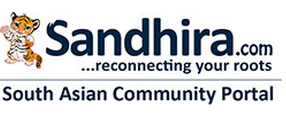 Sandhira.com
...reconnecting your roots
South Asian Community Portal